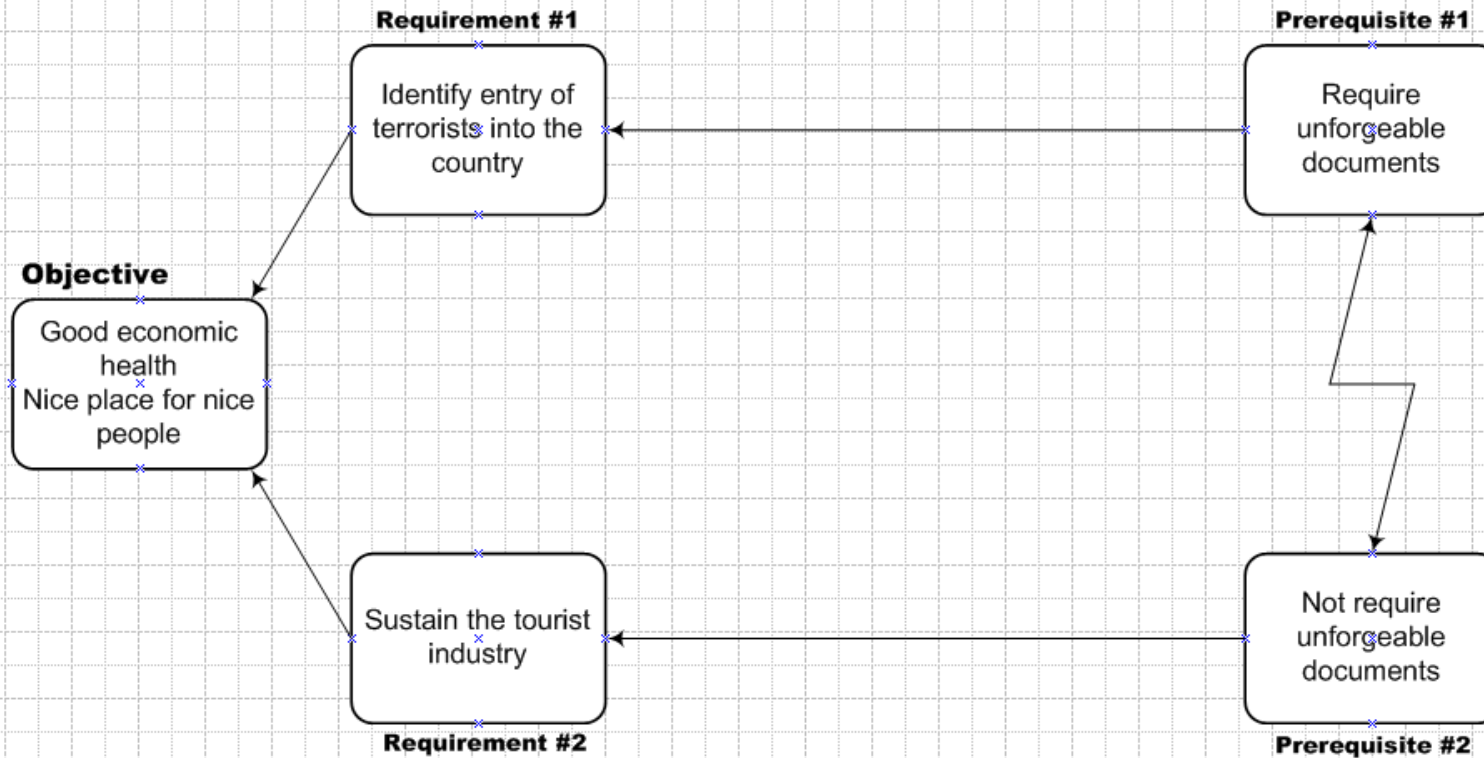 Requirement #1
Prerequisite #1
Identify entry of
terrorists into the
country
Require
unforgeable
documents
Objective
Good economic
health
Nice place for nice
people
Sustain the tourist
industry
Not require
unforgeable
documents
Requirement #2
Prerequisite #2